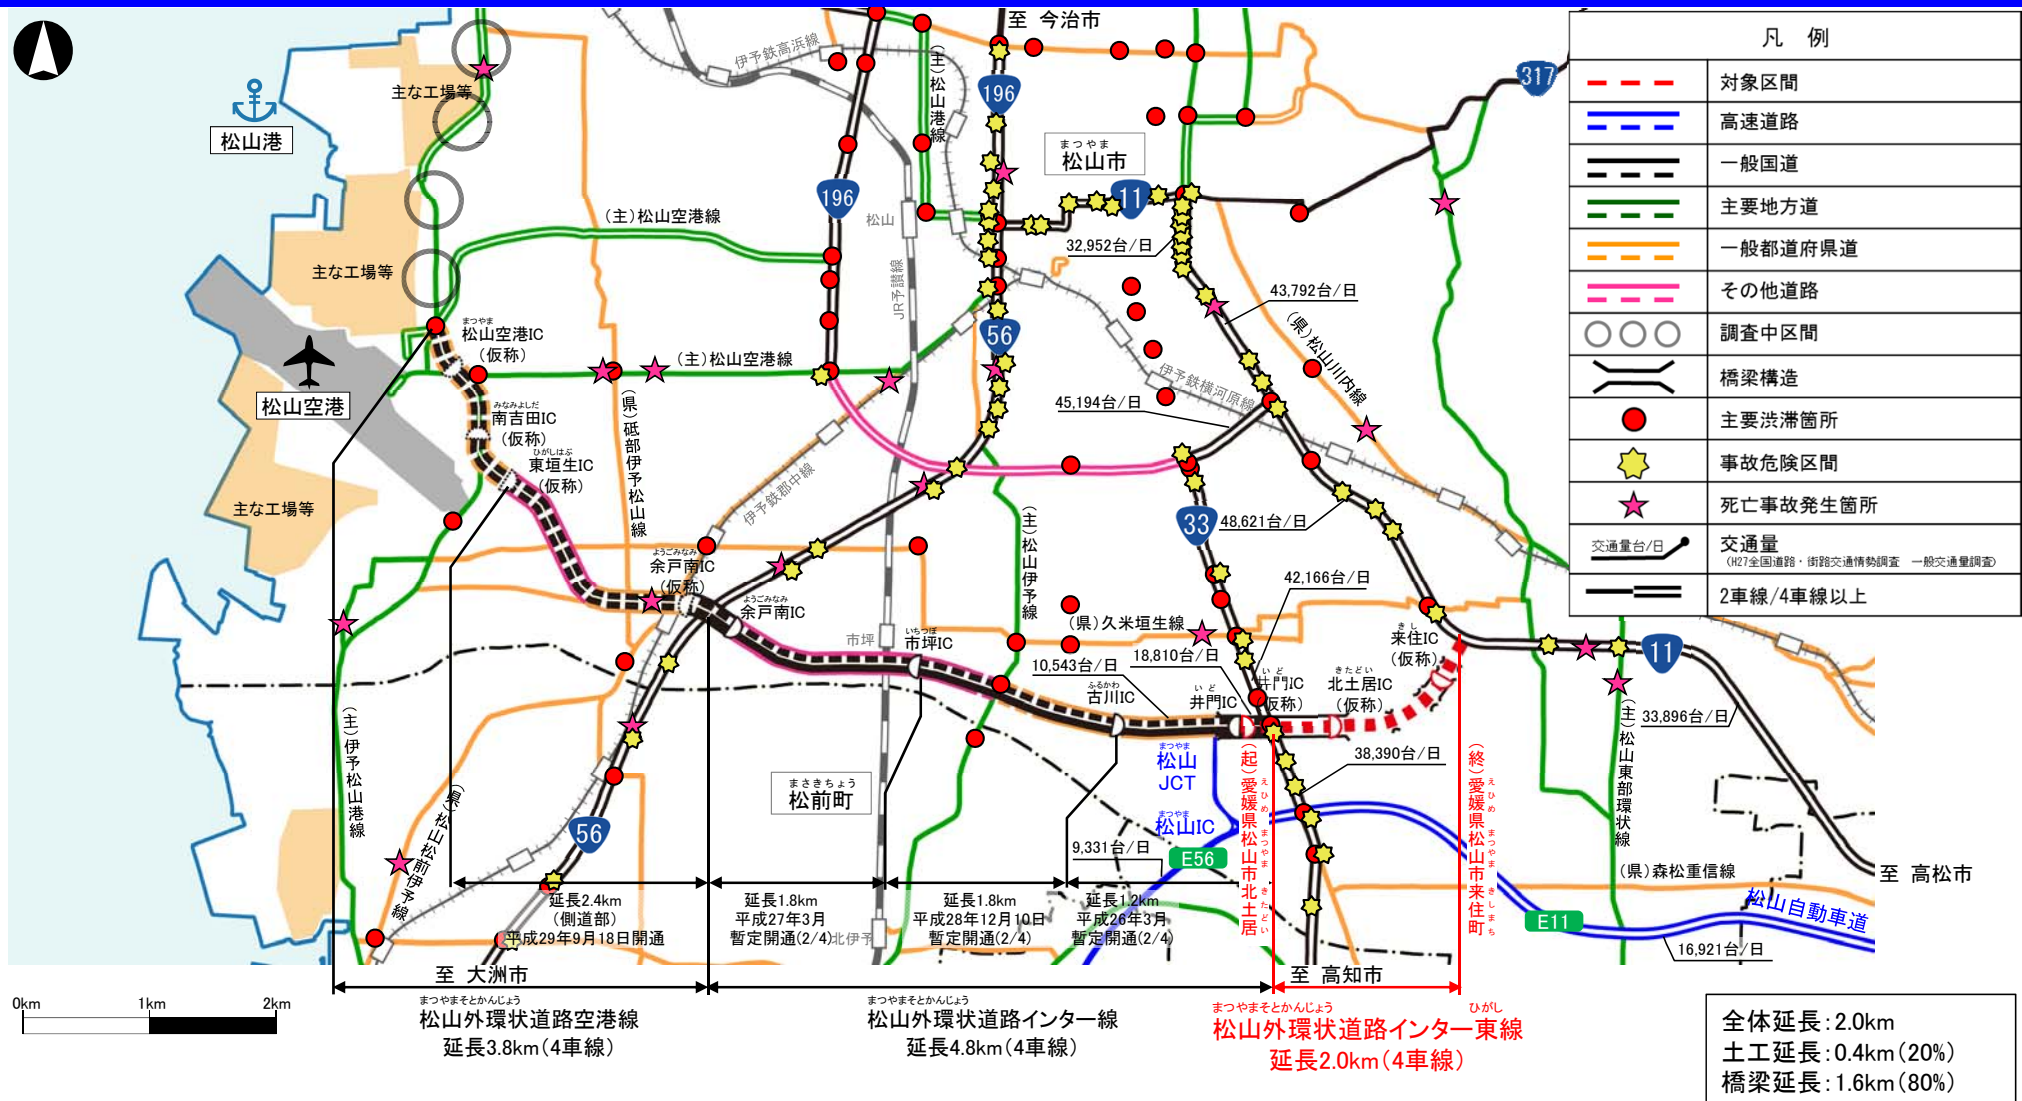 至 今治市
伊予鉄高浜線
(主)松山港線
196
317
主な工場等
松山港
まつやま
松山市
11
196
松山
(主)松山空港線
32,952台/日
主な工場等
JR予讃線
43,792台/日
(県)松山川内線
まつやま
松山空港IC
(仮称)
56
(主)松山空港線
伊予鉄横河原線
松山空港
みなみよしだ
南吉田IC
(仮称)
(県)砥部伊予松山線
45,194台/日
ひがしはぶ
東垣生IC
(仮称)
伊予鉄郡中線
主な工場等
33
48,621台/日
(主)松山伊予線
ようごみなみ
余戸南IC
(仮称)
ようごみなみ
余戸南IC
42,166台/日
(県)久米垣生線
市坪
いちつぼ
市坪IC
10,543台/日
18,810台/日
きし
来住IC
(仮称)
11
ふるかわ
古川IC
いど
井門IC
いど
井門IC
(仮称)
きたどい
北土居IC
(仮称)
33,896台/日
(主)伊予松山港線
(県)松山松前伊予線
まさきちょう
松前町
まつやま
松山
JCT
まつやま
松山IC
E56
38,390台/日
(主)松山東部環状線
56
9,331台/日
(起)愛媛県松山市北土居
えひめ まつやま きたどい
(終)愛媛県松山市来住町
えひめ まつやま きしまち
(県)森松重信線
至 高松市
松山自動車道
E11
16,921台/日
延長2.4km
(側道部)
平成29年9月18日開通
延長1.8km
平成27年3月
暫定開通(2/4)
北伊予
延長1.8km
平成28年12月10日
暫定開通(2/4)
延長1.2km
平成26年3月
暫定開通(2/4)
至 大洲市
至 高知市
0km 1km 2km
まつやまそとかんじょう
松山外環状道路空港線
延長3.8km(4車線)
まつやまそとかんじょう
松山外環状道路インター線
延長4.8km(4車線)
まつやまそとかんじょう ひがし
松山外環状道路インター東線
延長2.0km(4車線)
全体延長:2.0km
土工延長:0.4km(20%)
橋梁延長:1.6km(80%)
凡 例
対象区間
高速道路
一般国道
主要地方道
一般都道府県道
その他道路
調査中区間
橋梁構造
主要渋滞箇所
事故危険区間
死亡事故発生箇所
交通量台/日
交通量
(H27全国道路・街路交通情勢調査 一般交通量調査)
2車線/4車線以上